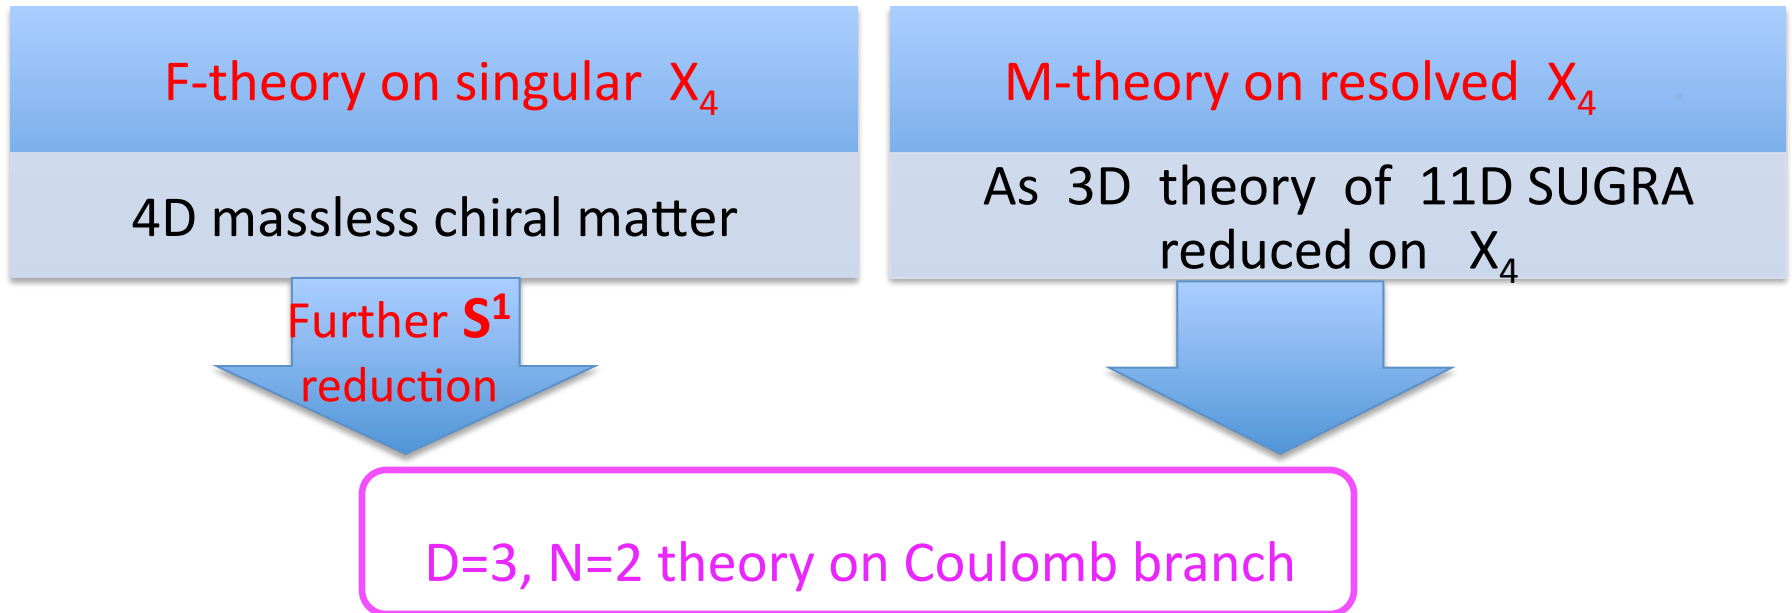 F-theory on singular X₄
4D massless chiral matter
Further S¹
reduction
M-theory on resolved X₄
As 3D theory of 11D SUGRA
reduced on X₄
D=3, N=2 theory on Coulomb branch